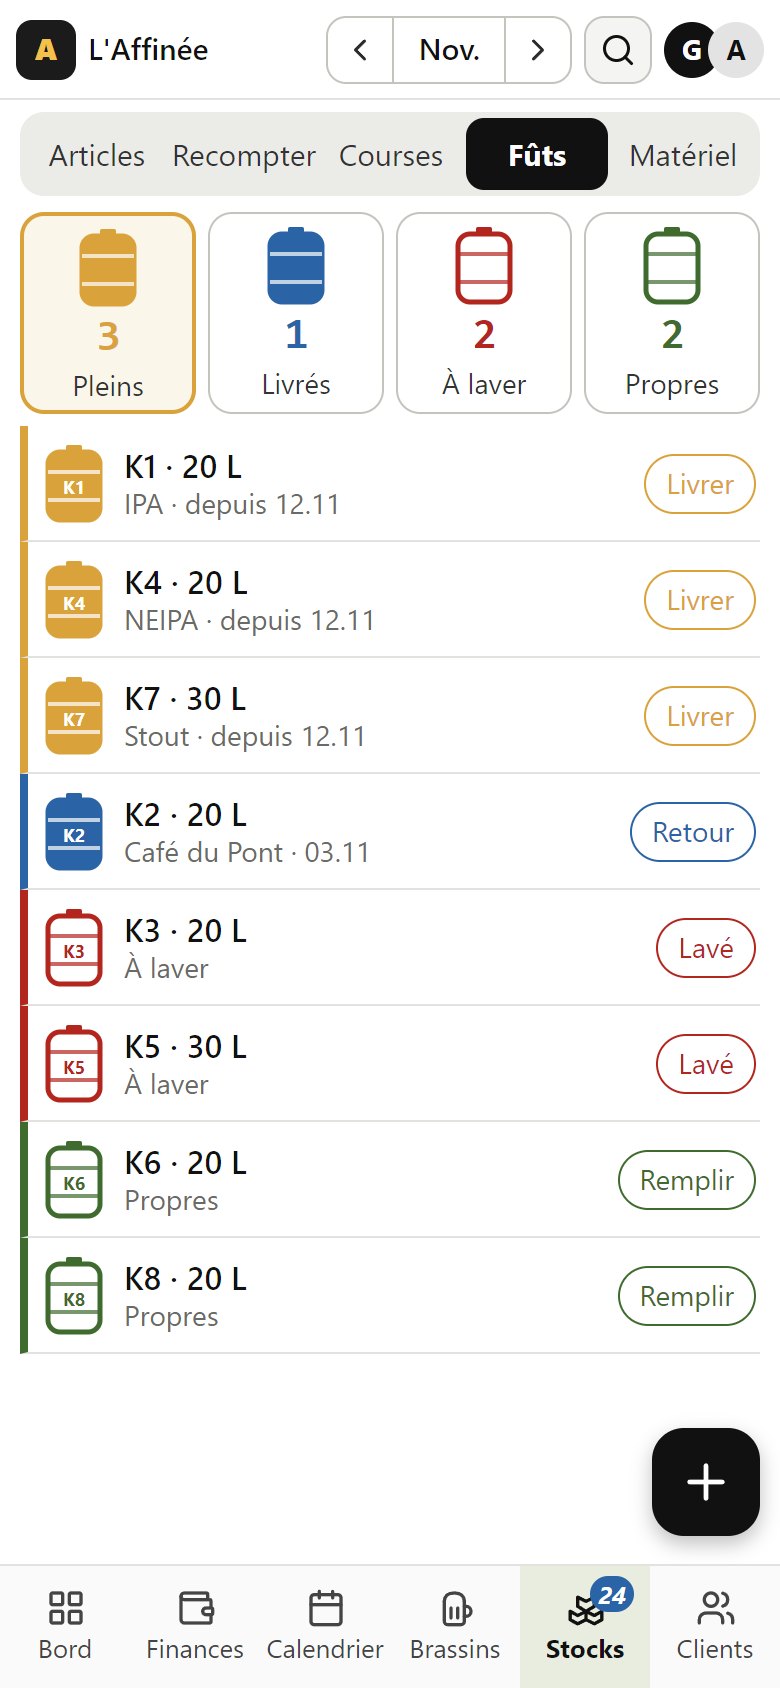 A L'Affinée Nov. G A
Articles Recompter Courses Fûts Matériel
3 1 2 2
Pleins Livrés À laver Propres
K1 K1 · 20 L Livrer
IPA · depuis 12.11
K4 K4 · 20 L Livrer
NEIPA · depuis 12.11
K7 K7 · 30 L Livrer
Stout · depuis 12.11
K2 K2 · 20 L Retour
Café du Pont · 03.11
K3 K3 · 20 L Lavé
À laver
K5 K5 · 30 L Lavé
À laver
K6 K6 · 20 L Remplir
Propres
K8 K8 · 20 L Remplir
Propres
24
Bord Finances Calendrier Brassins Stocks Clients